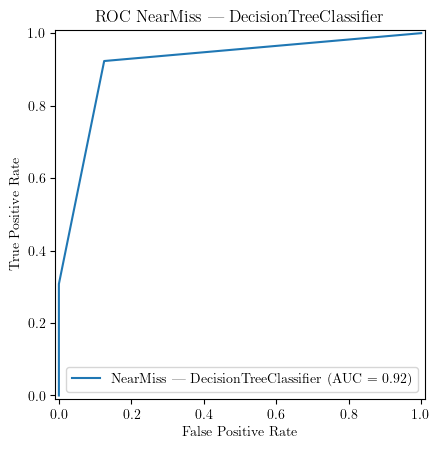 ROC NearMiss — DecisionTreeClassifier
1.0
0.8
0.6
0.4
0.2
0.0
True Positive Rate
NearMiss — DecisionTreeClassifier (AUC = 0.92)
0.0 0.2 0.4 0.6 0.8 1.0
False Positive Rate